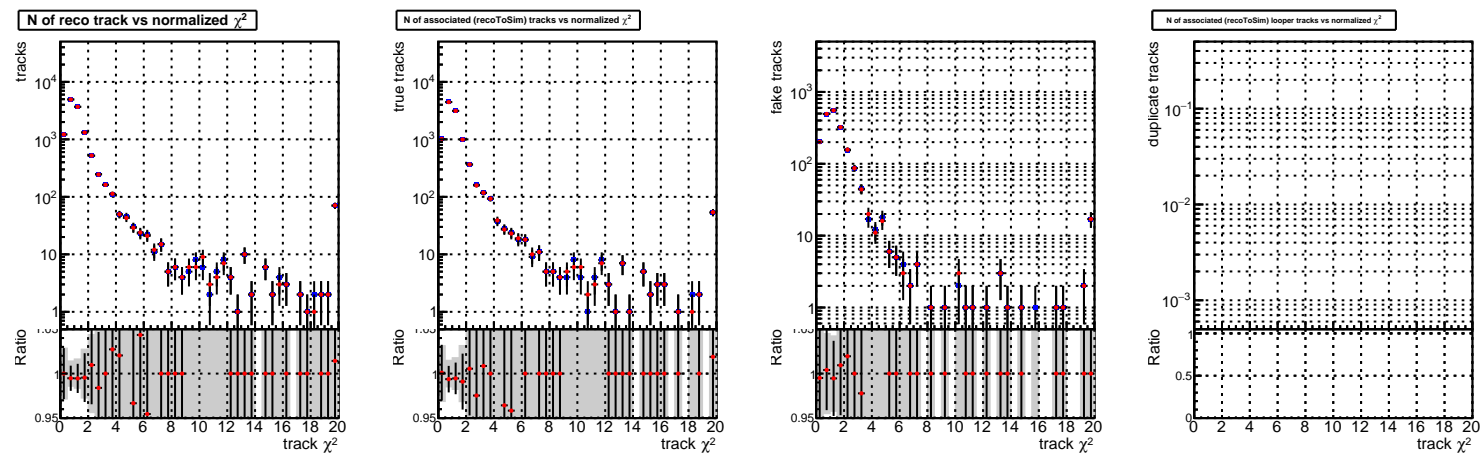 N of reco track vs normalized χ²
tracks
10⁴
10³
10²
10
1
Ratio
1.05
1
0.95
0 2 4 6 8 10 12 14 16 18 20
track χ²
N of associated (recoToSim) tracks vs normalized χ²
true tracks
10⁴
10³
10²
10
1
Ratio
1.05
1
0.95
0 2 4 6 8 10 12 14 16 18 20
track χ²
fake tracks
10³
10²
10
1
Ratio
1
0.95
0 2 4 6 8 10 12 14 16 18 20
track χ²
N of associated (recoToSim) looper tracks vs normalized χ²
duplicate tracks
10⁻¹
10⁻²
10⁻³
Ratio
1
0.5
0
0 2 4 6 8 10 12 14 16 18 20
track χ²